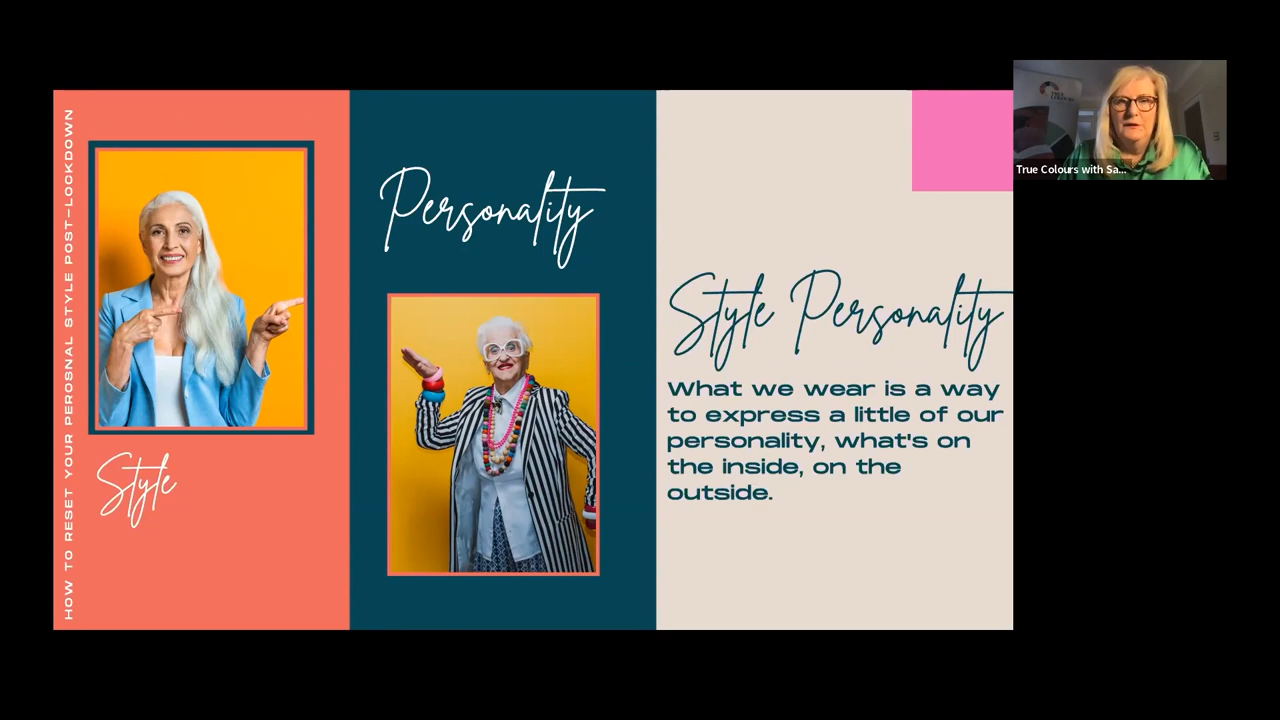 HOW TO RESET YOUR PEROSNAL STYLE POST-LOCKDOWN
Style
Personality
Style Personality
What we wear is a way
to express a little of our
personality, what's on
the inside, on the
outside.
True Colours with Sa...